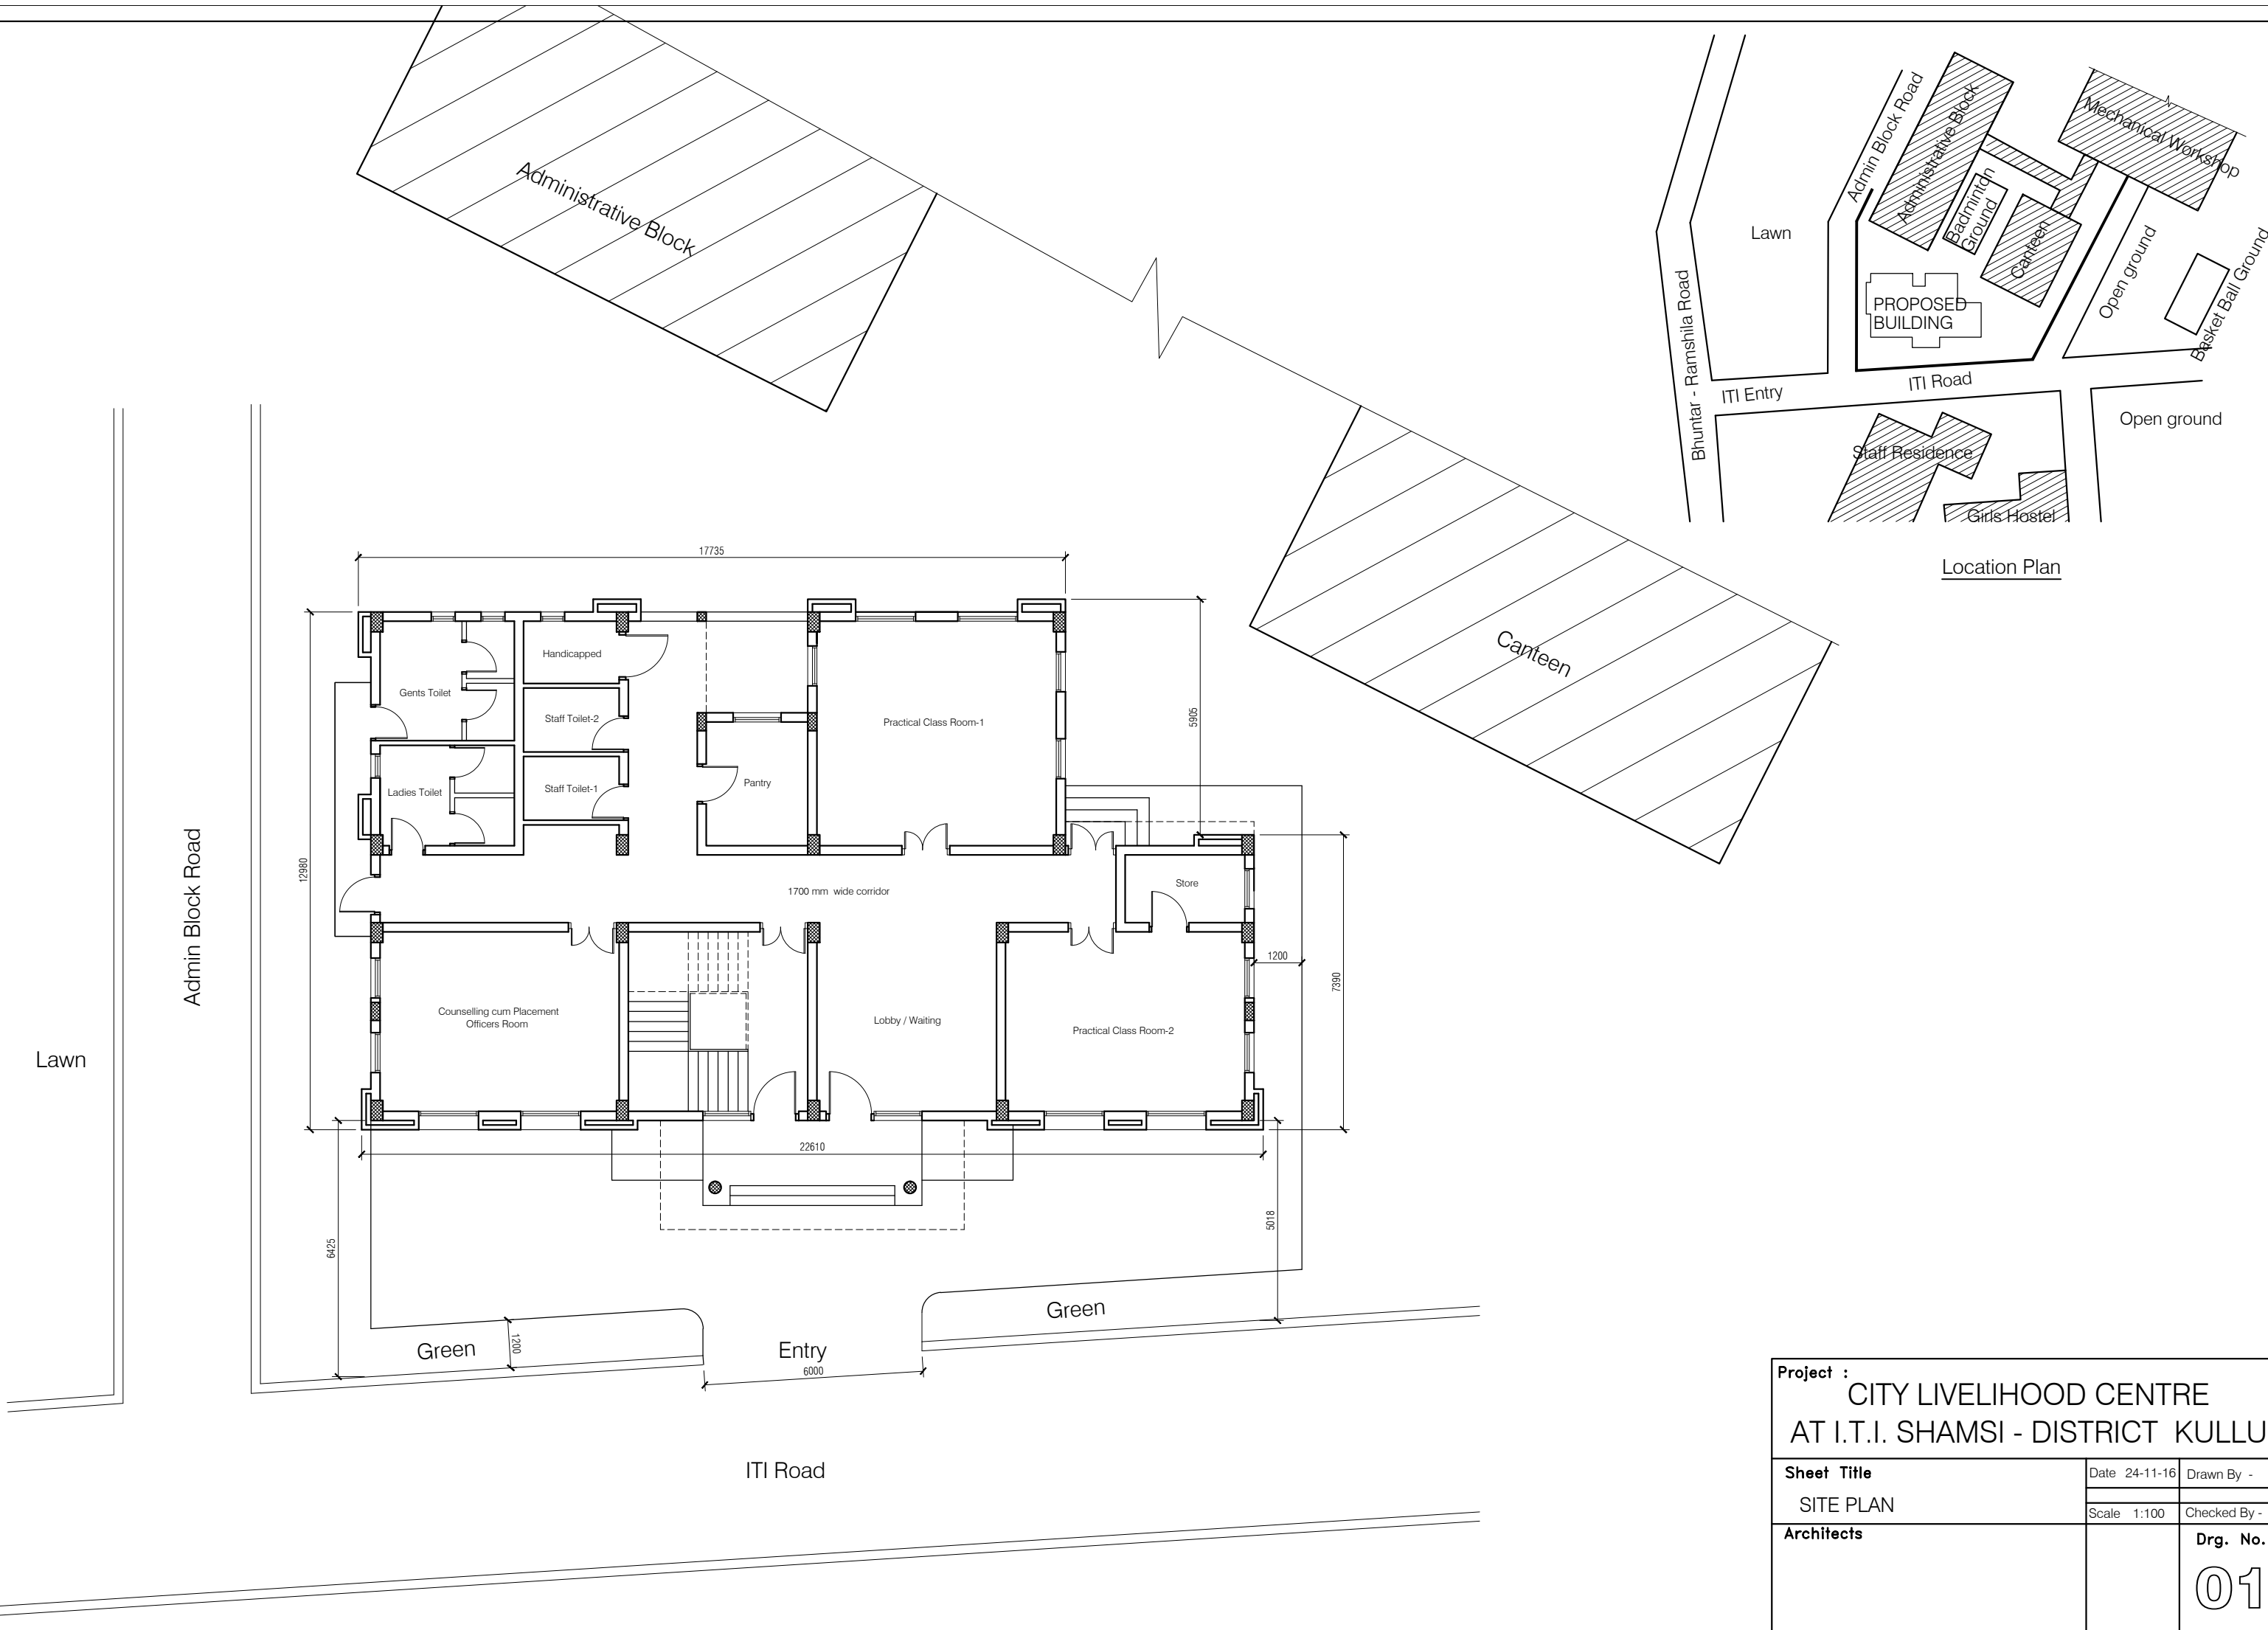 Administrative Block
Admin Block Road
Administrative Block
Mechanical Workshop
N
Badminton
Ground
Canteen
Lawn
Open ground
Basket Ball Ground
PROPOSED
BUILDING
Bhuntar - Ramshila Road
ITI Entry
ITI Road
Open ground
Staff Residence
Girls Hostel
Location Plan
17735
Canteen
Handicapped
Gents Toilet
Staff Toilet-2
Practical Class Room-1
5905
Pantry
Ladies Toilet
Staff Toilet-1
12980
1700 mm wide corridor
Store
Admin Block Road
1200
7390
Counselling cum Placement
Officers Room
Lobby / Waiting
Practical Class Room-2
Lawn
22610
6425
5018
Green
Green
1200
Entry
6000
ITI Road
Project :
CITY LIVELIHOOD CENTRE
AT I.T.I. SHAMSI - DISTRICT KULLU
Sheet Title
Date 24-11-16
Drawn By -
SITE PLAN
Scale 1:100
Checked By -
Architects
Drg. No.
01